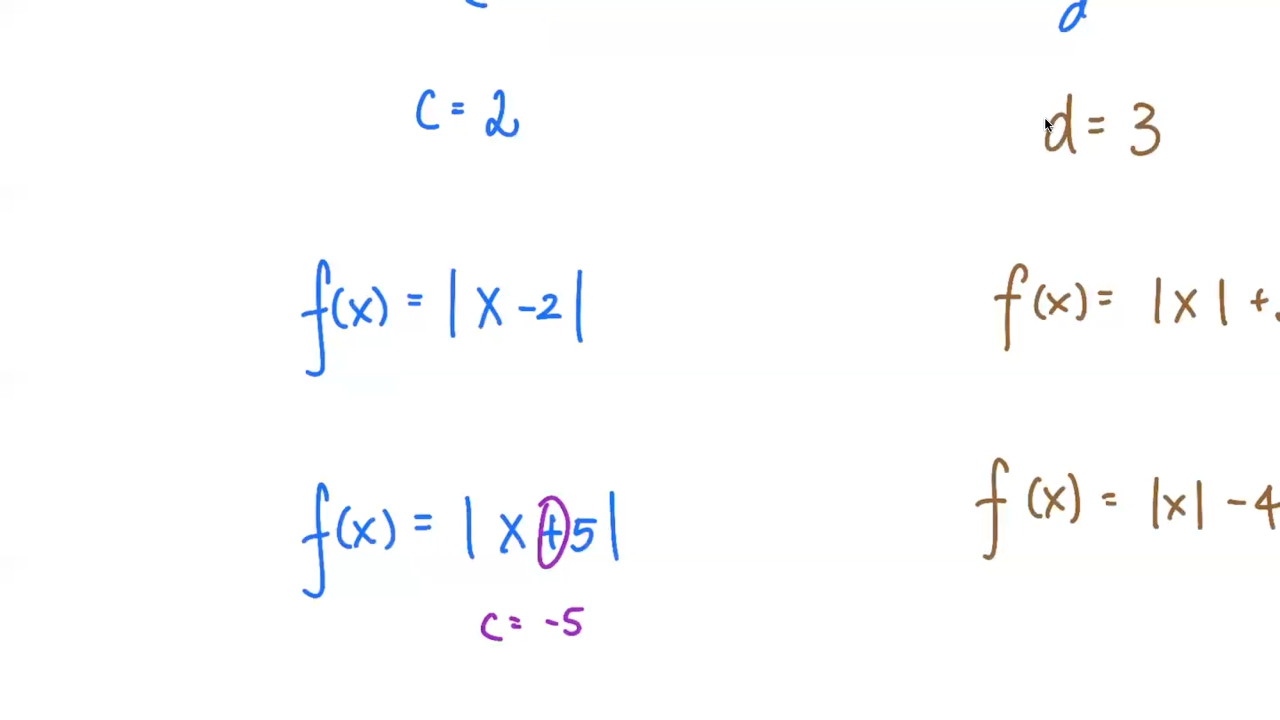 d
c = 2
d = 3
f(x) = | x -2 |
f(x) = | x | +
f(x) = | x +5 |
f(x) = |x| -4
c = -5